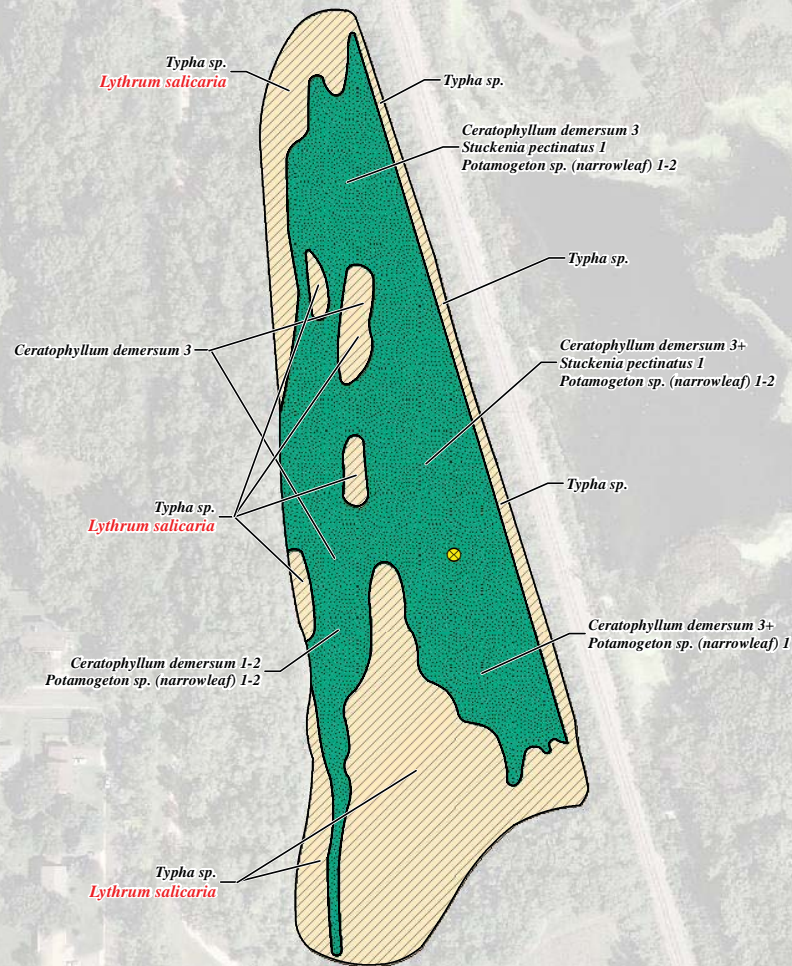 Typha sp.
Lythrum salicaria
Typha sp.
Ceratophyllum demersum 3
Stuckenia pectinatus 1
Potamogeton sp. (narrowleaf) 1-2
Typha sp.
Ceratophyllum demersum 3
Ceratophyllum demersum 3+
Stuckenia pectinatus 1
Potamogeton sp. (narrowleaf) 1-2
Typha sp.
Typha sp.
Lythrum salicaria
Ceratophyllum demersum 3+
Potamogeton sp. (narrowleaf) 1
Ceratophyllum demersum 1-2
Potamogeton sp. (narrowleaf) 1-2
Typha sp.
Lythrum salicaria